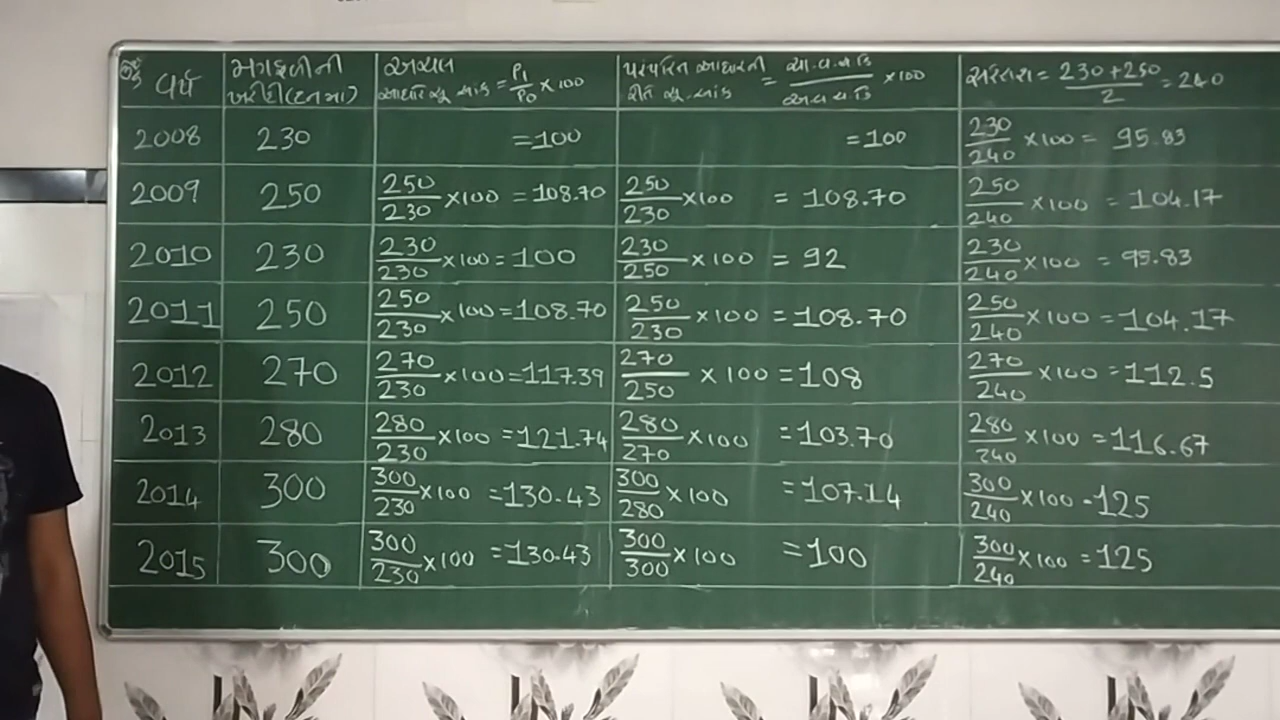 વર્ષ
મગફળીની ખરીદી(ટનમાં)
અચલ આધાર સૂ.આંક = P₁/P₀ × 100
પરંપરિત આધારની રીતે સૂ.આંક = ચા.વ.ની કિં/અ.વ.ની કિં × 100
સરેરાશ = 230+250/2 = 240
2008 230 =100 =100 230/240 ×100 = 95.83
2009 250 250/230 ×100 = 108.70 250/230 ×100 = 108.70 250/240 ×100 = 104.17
2010 230 230/230 ×100 = 100 230/250 ×100 = 92 230/240 ×100 = 95.83
2011 250 250/230 ×100 = 108.70 250/230 ×100 = 108.70 250/240 ×100 = 104.17
2012 270 270/230 ×100 = 117.39 270/250 ×100 = 108 270/240 ×100 = 112.5
2013 280 280/230 ×100 = 121.74 280/270 ×100 = 103.70 280/240 ×100 = 116.67
2014 300 300/230 ×100 = 130.43 300/280 ×100 = 107.14 300/240 ×100 = 125
2015 300 300/230 ×100 = 130.43 300/300 ×100 = 100 300/240 ×100 = 125